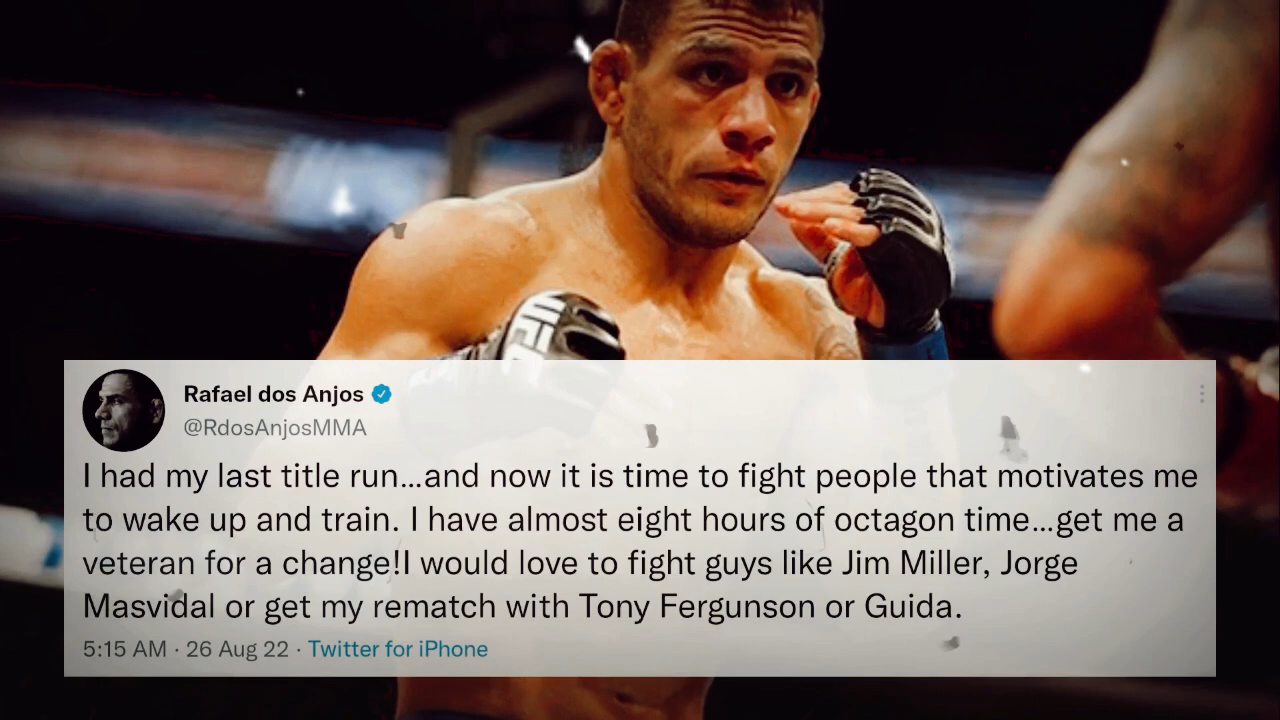 UFC
Rafael dos Anjos
@RdosAnjosMMA
I had my last title run...and now it is time to fight people that motivates me
to wake up and train. I have almost eight hours of octagon time...get me a
veteran for a change!I would love to fight guys like Jim Miller, Jorge
Masvidal or get my rematch with Tony Fergunson or Guida.
5:15 AM · 26 Aug 22 · Twitter for iPhone